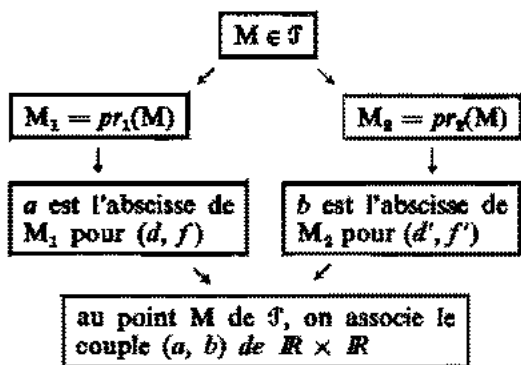 M ∈ 𝒯
M₁ = pr₁(M)
M₂ = pr₂(M)
a est l'abscisse de
M₁ pour (d, f)
b est l'abscisse de
M₂ pour (d', f')
au point M de 𝒯, on associe le
couple (a, b) de ℝ × ℝ